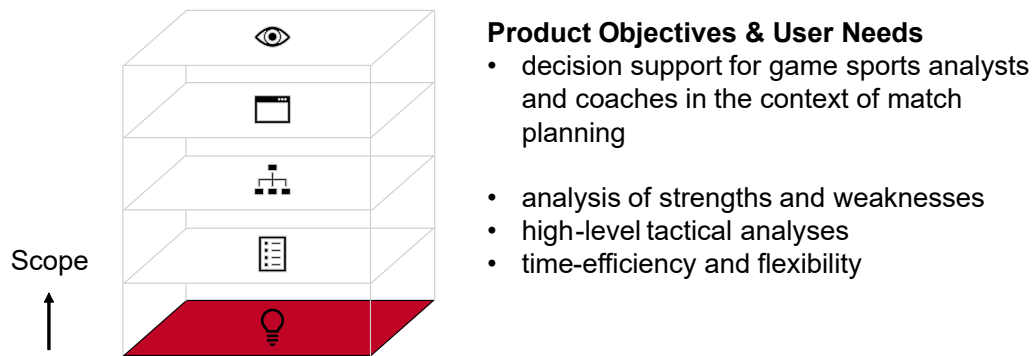 Product Objectives & User Needs
• decision support for game sports analysts
and coaches in the context of match
planning
• analysis of strengths and weaknesses
• high-level tactical analyses
• time-efficiency and flexibility
Scope